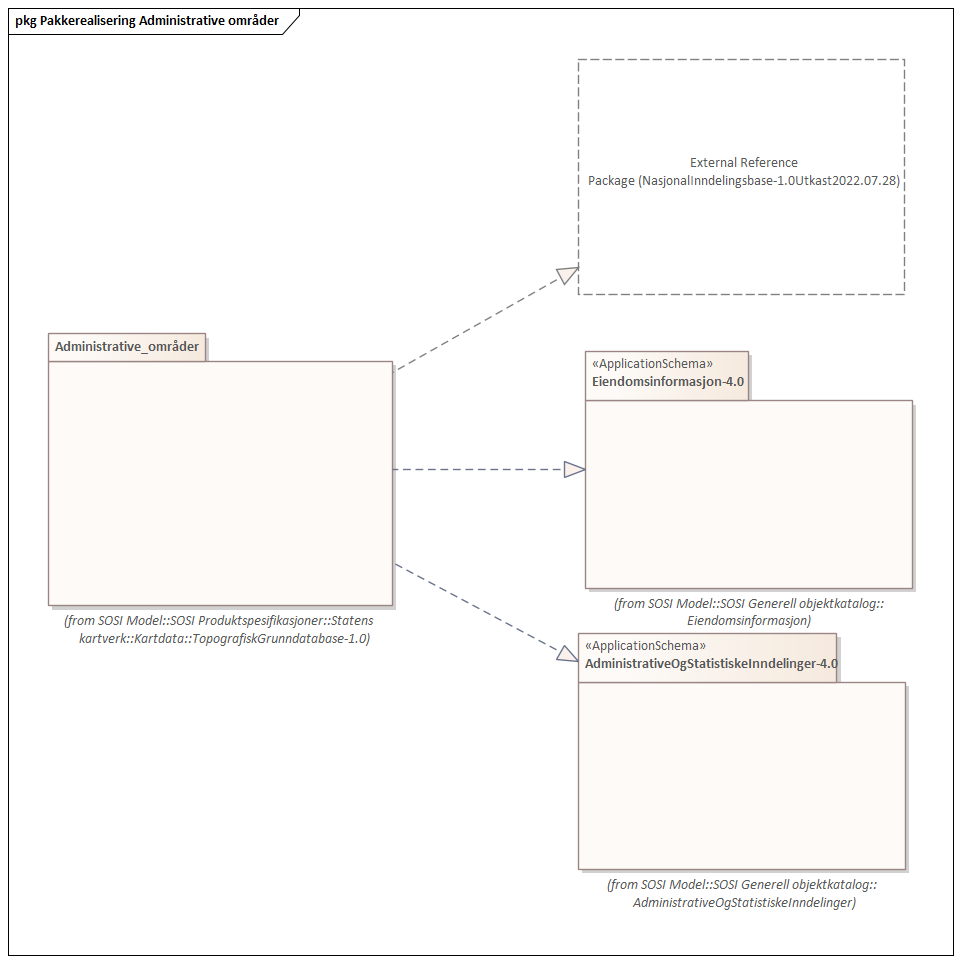 pkg Pakkerealisering Administrative områder
External Reference
Package (NasjonalInndelingsbase-1.0Utkast2022.07.28)
Administrative_områder
(from SOSI Model::SOSI Produktspesifikasjoner::Statens
kartverk::Kartdata::TopografiskGrunndatabase-1.0)
«ApplicationSchema»
Eiendomsinformasjon-4.0
(from SOSI Model::SOSI Generell objektkatalog::
Eiendomsinformasjon)
«ApplicationSchema»
AdministrativeOgStatistiskeInndelinger-4.0
(from SOSI Model::SOSI Generell objektkatalog::
AdministrativeOgStatistiskeInndelinger)